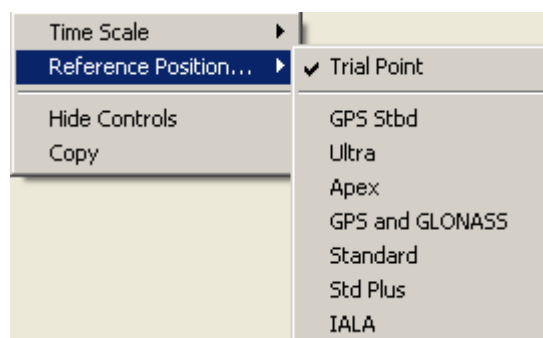 Time Scale
Reference Position...
Hide Controls
Copy
Trial Point
GPS Stbd
Ultra
Apex
GPS and GLONASS
Standard
Std Plus
IALA